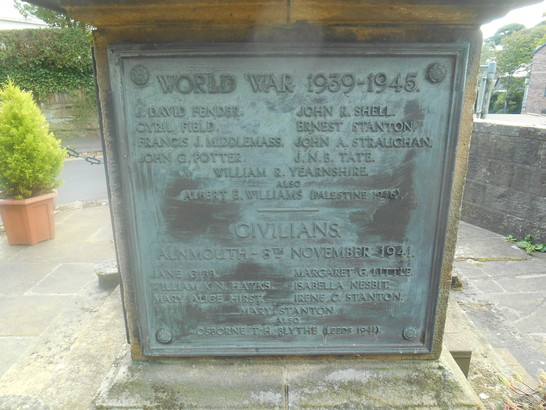 WORLD WAR 1939-1945.
J. DAVID FENDER. JOHN R. SHELL.
CYRIL FIELD. ERNEST STANTON.
FRANCIS J. MIDDLEMASS. JOHN A. STRAUGHAN.
JOHN G. POTTER. J.N.B. TATE.
WILLIAM R. YEARNSHIRE.
ALSO
ALBERT E. WILLIAMS (PALESTINE
CIVILIANS.
ALNMOUTH - 8TH NOVEMBER - 1941.
JANE MARGARET G. LITTLE.
WILLIAM K.N. ISABELLA NESBIT.
MARY ALICE HIRST. IRENE C. STANTON.
MARY STANTON
ALSO
OSBORNE T.H. BLYTHE (LEEDS 1941)